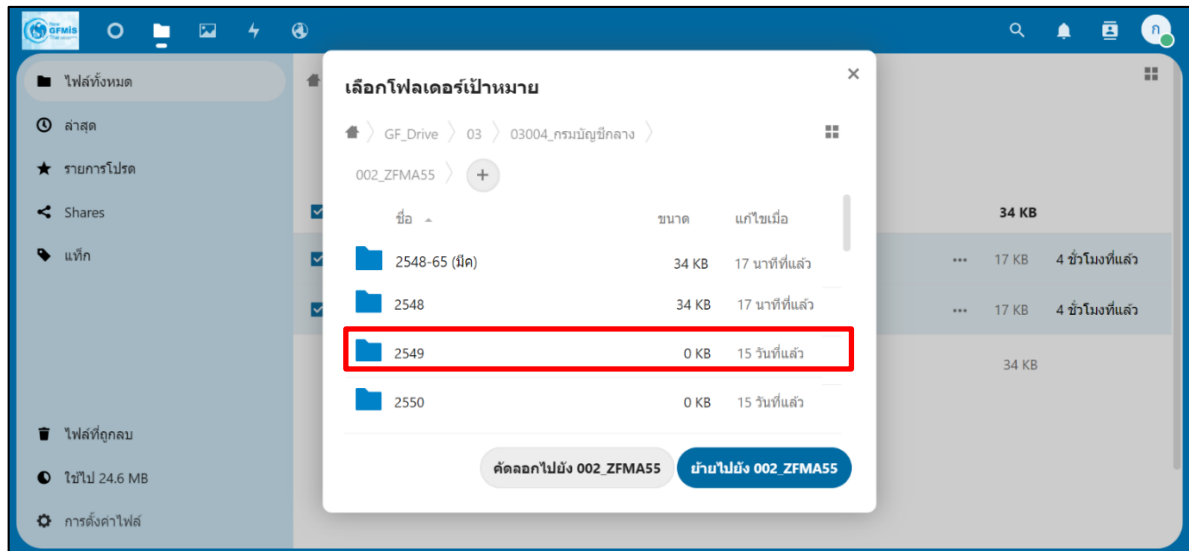 New
GFMIS
Thai
ก
ไฟล์ทั้งหมด
ล่าสุด
รายการโปรด
Shares
แท็ก
ไฟล์ที่ถูกลบ
ใช้ไป 24.6 MB
การตั้งค่าไฟล์
เลือกโฟลเดอร์เป้าหมาย
GF_Drive 03 03004_กรมบัญชีกลาง
002_ZFMA55 +
ชื่อ ขนาด แก้ไขเมื่อ
2548-65 (มีค) 34 KB 17 นาทีที่แล้ว
2548 34 KB 17 นาทีที่แล้ว
2549 0 KB 15 วันที่แล้ว
2550 0 KB 15 วันที่แล้ว
คัดลอกไปยัง 002_ZFMA55 ย้ายไปยัง 002_ZFMA55
34 KB
17 KB 4 ชั่วโมงที่แล้ว
17 KB 4 ชั่วโมงที่แล้ว
34 KB